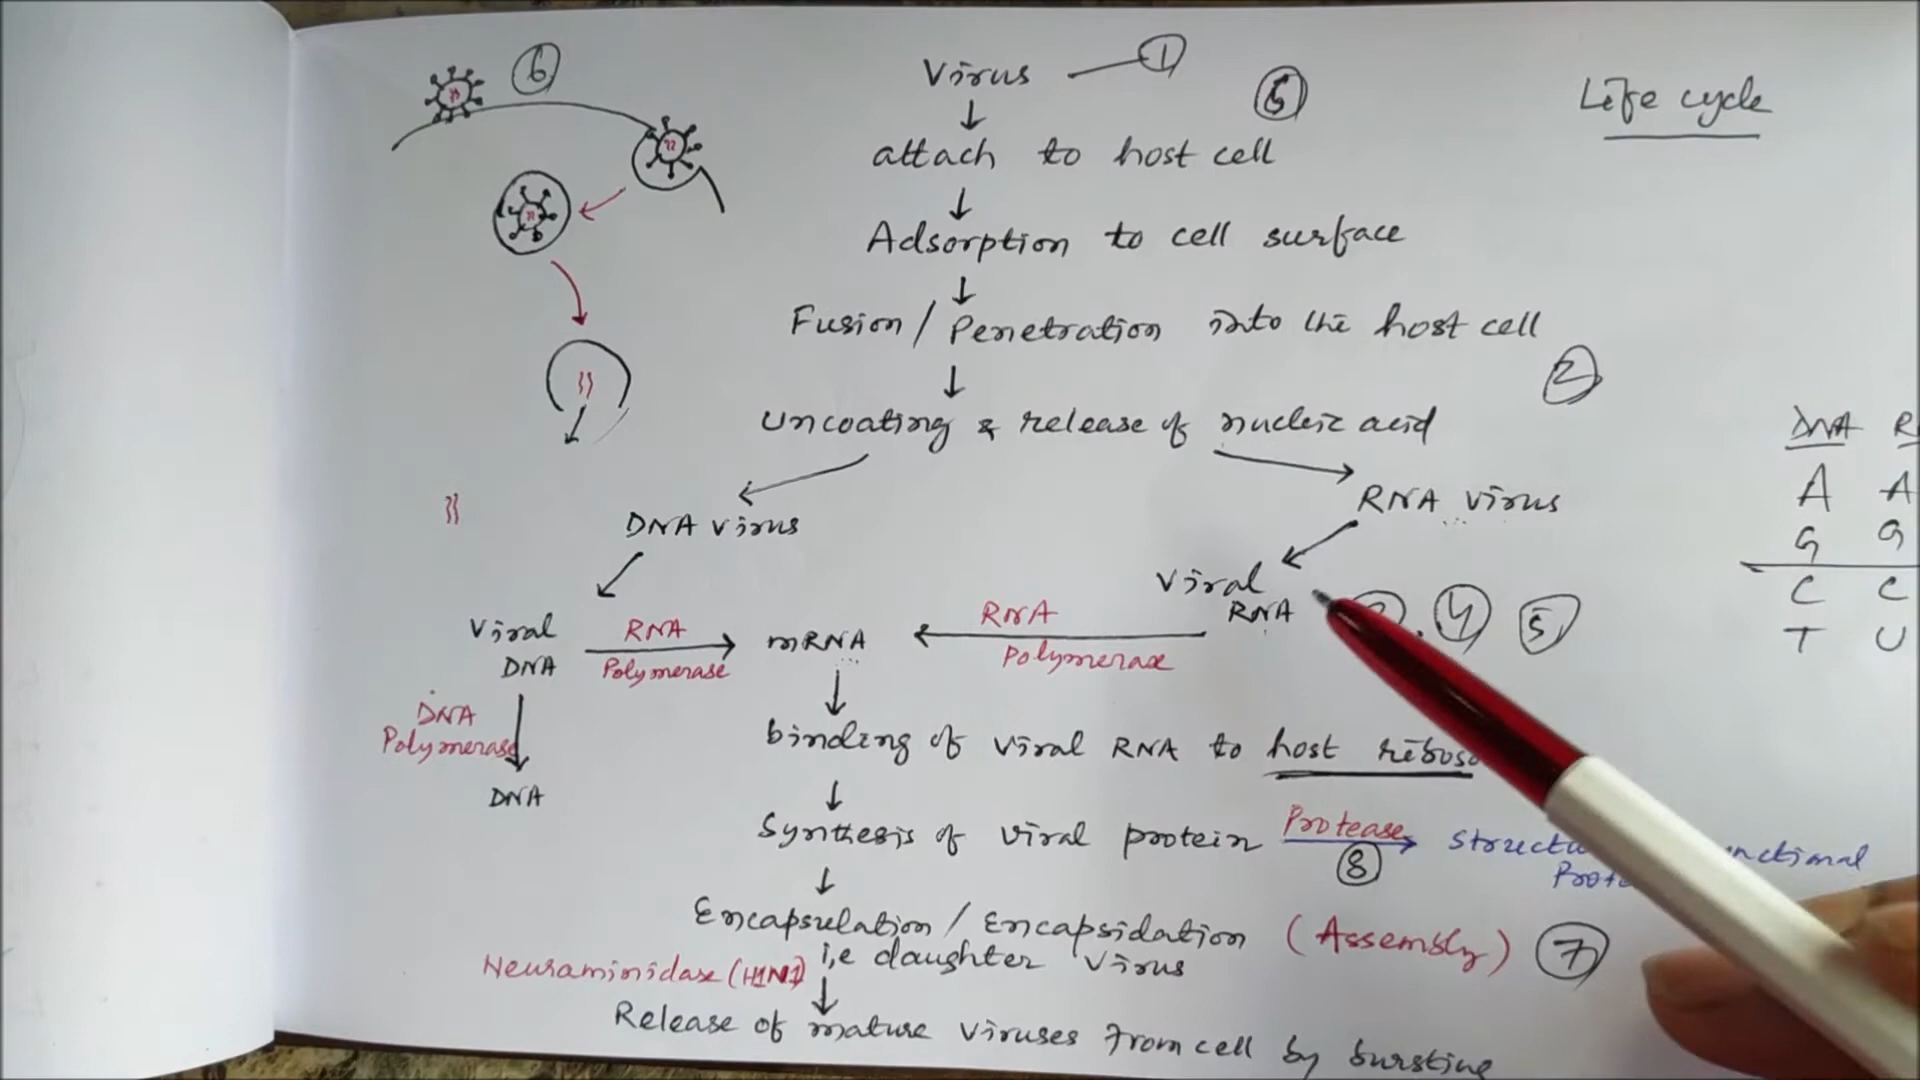 6
Virus — 1
6
Life cycle
attach to host cell
Adsorption to cell surface
Fusion / Penetration into the host cell
2
Uncoating & release of nucleic acid
DNA virus
RNA virus
Viral DNA
RNA Polymerase
mRNA
RNA Polymerase
Viral RNA
4
5
DNA Polymerase
DNA
binding of viral RNA to host
Synthesis of viral protein
Protease
8
Encapsulation / Encapsidation (Assembly) 7
i,e daughter virus
Neuraminidase (H1N1)
Release of mature viruses from cell by
DNA
A A
G G
C C
T U